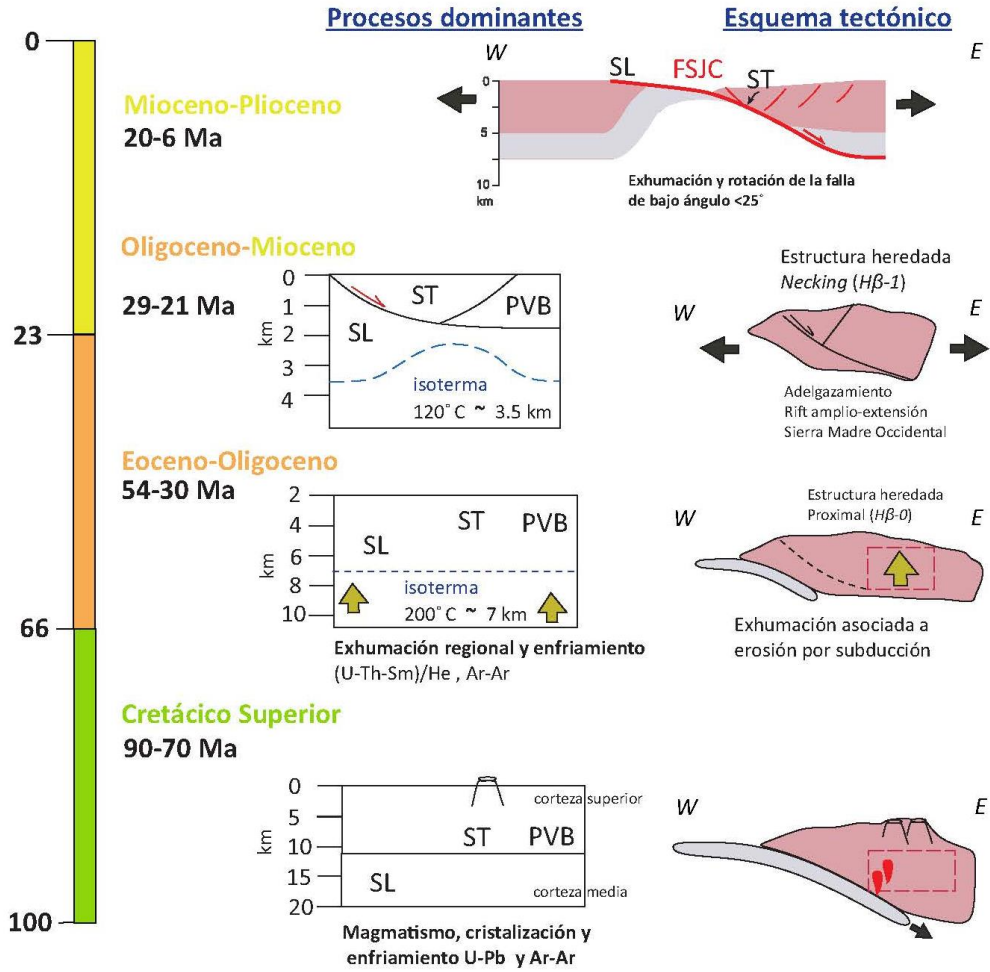 Procesos dominantes
Esquema tectónico
0
Mioceno-Plioceno
20-6 Ma
W
E
SL
FSJC
ST
0
5
10
km
Exhumación y rotación de la falla
de bajo ángulo <25°
Oligoceno-Mioceno
29-21 Ma
23
0
1
2
3
4
km
ST
PVB
SL
isoterma
120°C ~ 3.5 km
Estructura heredada
Necking (Hβ-1)
W
E
Adelgazamiento
Rift amplio-extensión
Sierra Madre Occidental
Eoceno-Oligoceno
54-30 Ma
2
4
6
8
10
km
ST
PVB
SL
isoterma
200°C ~ 7 km
Exhumación regional y enfriamiento
(U-Th-Sm)/He , Ar-Ar
Estructura heredada
Proximal (Hβ-0)
W
E
Exhumación asociada a
erosión por subducción
66
Cretácico Superior
90-70 Ma
0
5
10
15
20
km
corteza superior
ST
PVB
SL
corteza media
Magmatismo, cristalización y
enfriamiento U-Pb y Ar-Ar
W
E
100